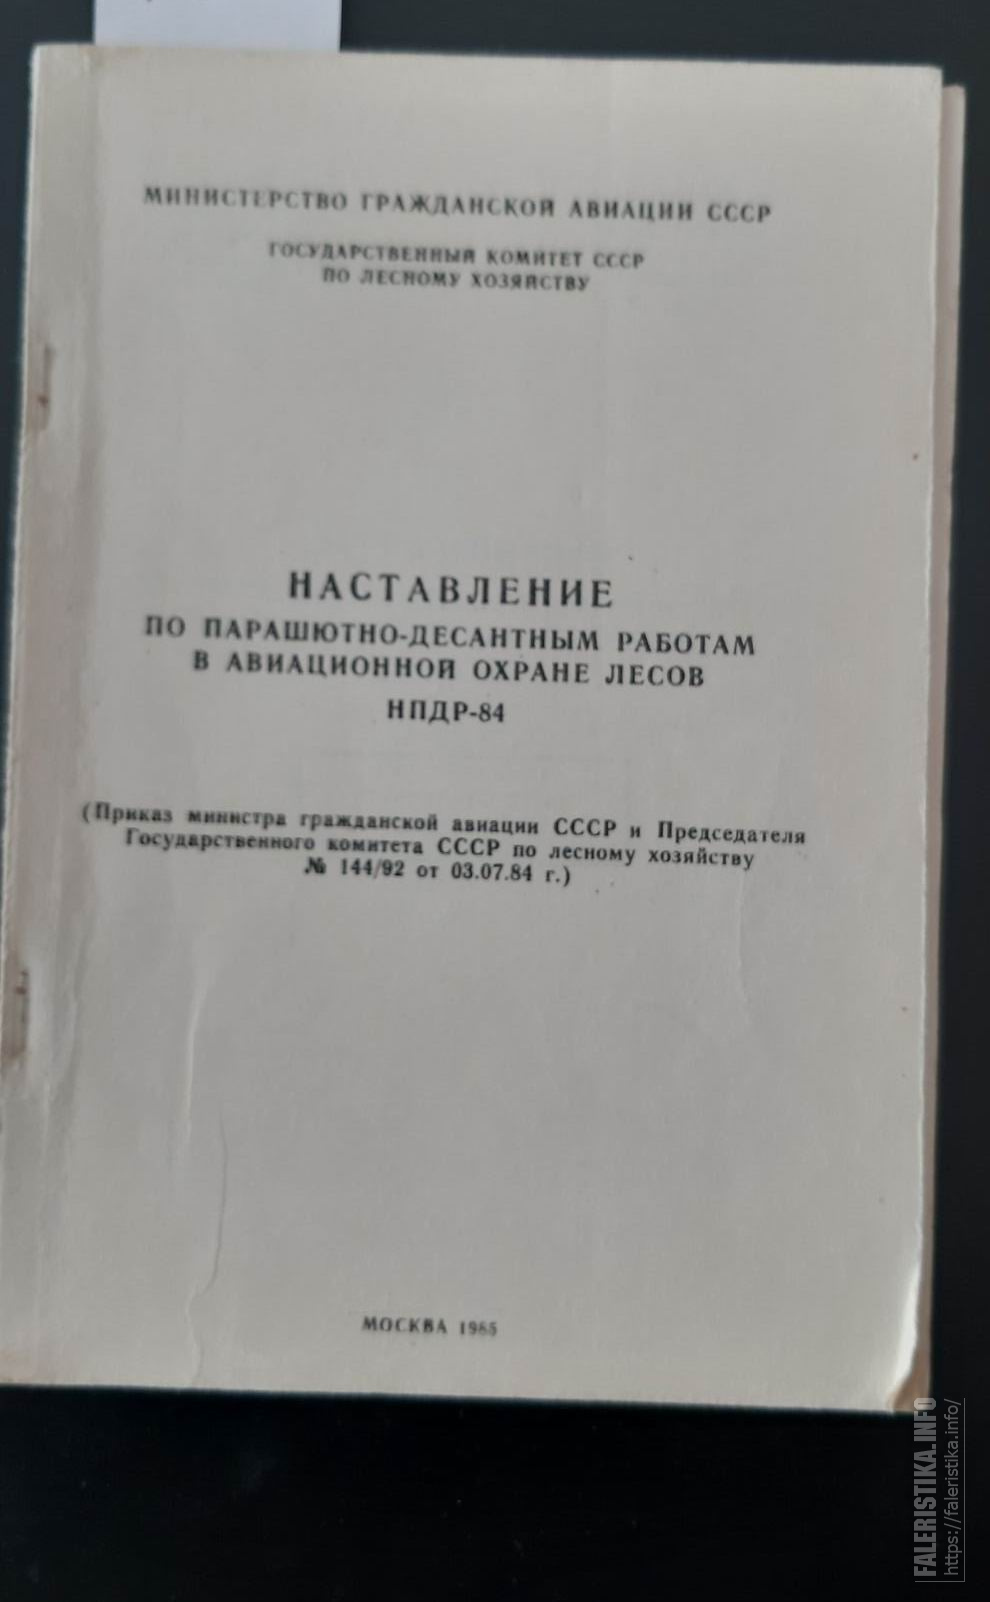 МИНИСТЕРСТВО ГРАЖДАНСКОЙ АВИАЦИИ СССР
ГОСУДАРСТВЕННЫЙ КОМИТЕТ СССР
ПО ЛЕСНОМУ ХОЗЯЙСТВУ
НАСТАВЛЕНИЕ
ПО ПАРАШЮТНО-ДЕСАНТНЫМ РАБОТАМ
В АВИАЦИОННОЙ ОХРАНЕ ЛЕСОВ
НПДР-84
(Приказ министра гражданской авиации СССР и Председателя
Государственного комитета СССР по лесному хозяйству
№ 144/92 от 03.07.84 г.)
МОСКВА 1985
FALERISTIKA.INFO
https://faleristika.info/